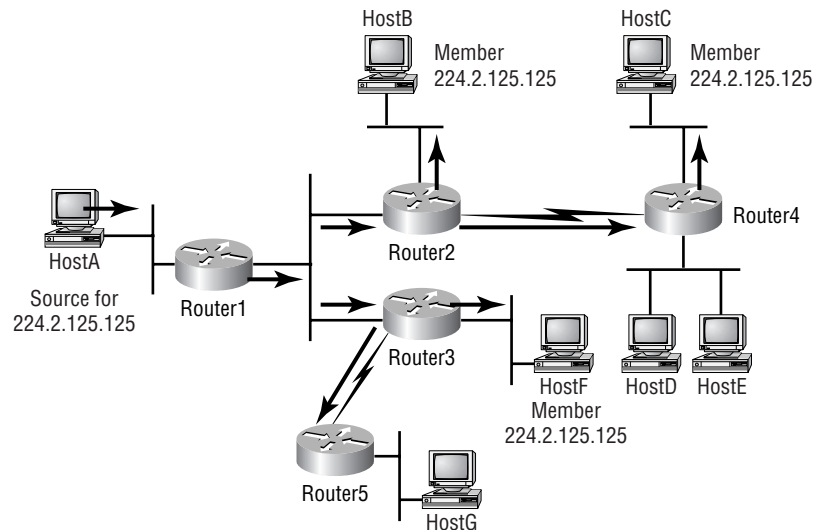 HostB
Member
224.2.125.125
HostC
Member
224.2.125.125
HostA
Source for
224.2.125.125
Router1
Router2
Router4
Router3
HostF
Member
224.2.125.125
HostD
HostE
Router5
HostG